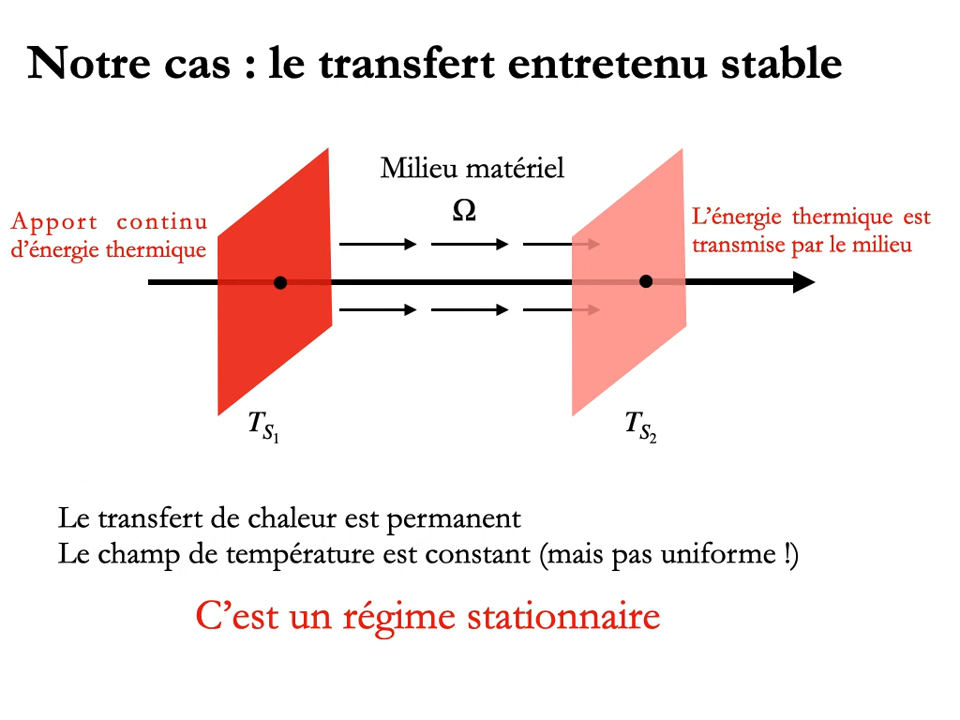 Notre cas : le transfert entretenu stable
Milieu matériel
Ω
Apport continu
d’énergie thermique
L’énergie thermique est
transmise par le milieu
T_{S_1}
T_{S_2}
Le transfert de chaleur est permanent
Le champ de température est constant (mais pas uniforme !)
C’est un régime stationnaire